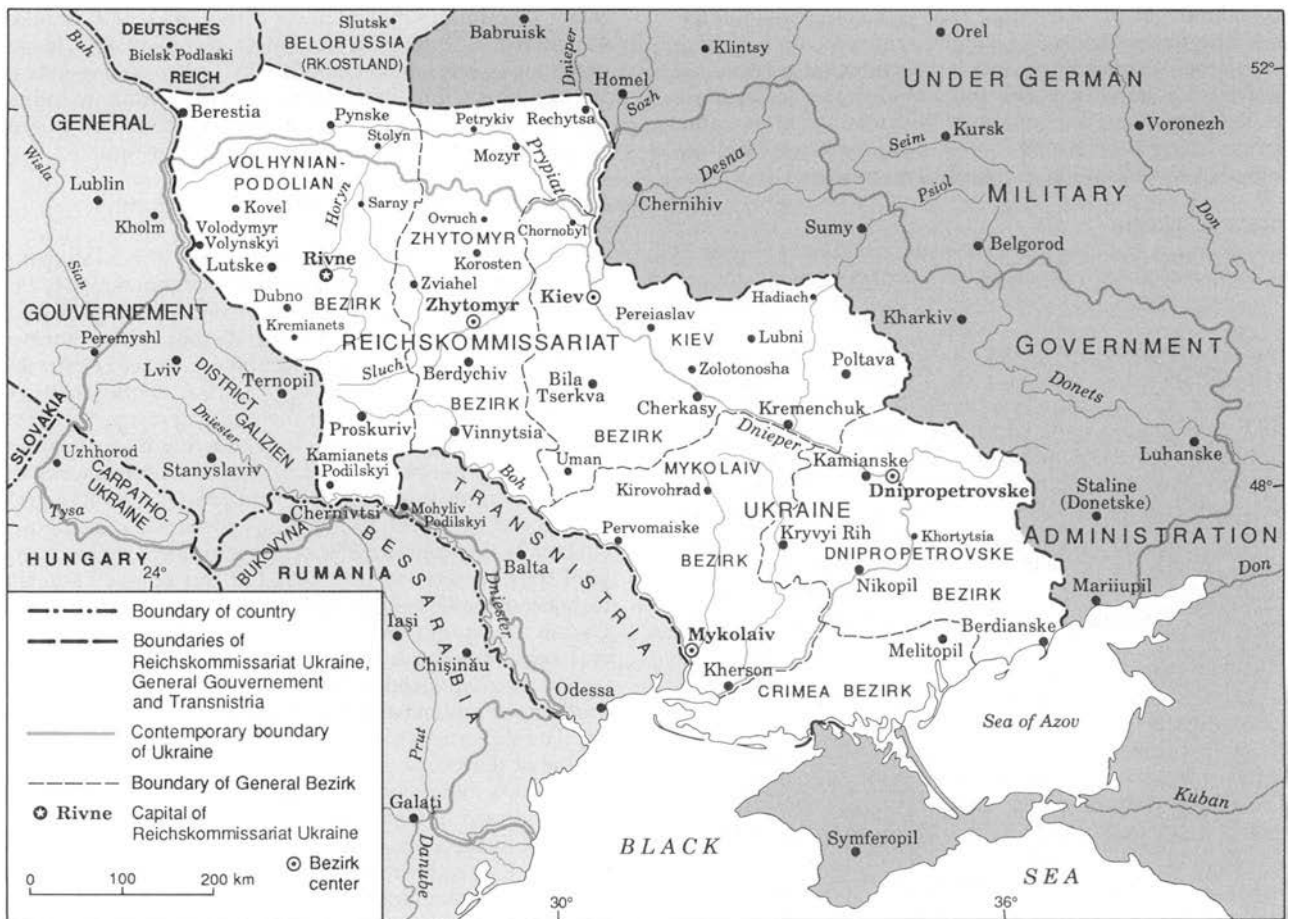 DEUTSCHES
Bielsk Podlaski
REICH
Buh
Slutsk
BELORUSSIA
(RK.OSTLAND)
Babruisk
Dnieper
Klintsy
Orel
UNDER GERMAN
52°
Homel
Sozh
GENERAL
Berestia
Pynske
Stolyn
Petrykiv
Rechytsa
Mozyr
Prypiat
Desna
Seim
Kursk
Voronezh
Wisla
Lublin
Kholm
VOLHYNIAN-
PODOLIAN
Kovel
Horyn
Sarny
Volodymyr
Volynskyi
Lutske
Rivne
Ovruch
ZHYTOMYR
Korosten
Chornobyl
Chernihiv
Psiol
MILITARY
Sumy
Belgorod
Don
Sian
Dubno
BEZIRK
Zviahel
Zhytomyr
Kiev
Hadiach
GOUVERNEMENT
Kremianets
Pereiaslav
Kharkiv
Peremyshl
Lviv
REICHSKOMMISSARIAT
KIEV
Lubni
GOVERNMENT
DISTRICT
GALIZIEN
Ternopil
Sluch
Berdychiv
Bila
Tserkva
Zolotonosha
Poltava
Donets
Cherkasy
Kremenchuk
SLOVAKIA
Dniester
Proskuriv
BEZIRK
Vinnytsia
BEZIRK
Dnieper
Uzhhorod
Stanyslaviv
Kamianets
Podilskyi
Boh
Uman
MYKOLAIV
Kamianske
Luhanske
CARPATHO-
UKRAINE
Kirovohrad
Dnipropetrovske
48°
Staline
(Donetske)
Tysa
Chernivtsi
Mohyliv
Podilskyi
TRANSNISTRIA
UKRAINE
Pervomaiske
Kryvyi Rih
Khortytsia
ADMINISTRATION
HUNGARY
24°
BUKOVYNA
RUMANIA
BESSARABIA
Balta
BEZIRK
DNIPROPETROVSKE
Nikopil
BEZIRK
Mariiupil
Don
Dniester
Iaşi
Chişinău
Mykolaiv
Berdianske
Melitopil
Kherson
Odessa
CRIMEA BEZIRK
Sea of Azov
Prut
Galaţi
Danube
Kuban
Symferopil
BLACK
SEA
30°
36°
Boundary of country
Boundaries of
Reichskommissariat Ukraine,
General Gouvernement
and Transnistria
Contemporary boundary
of Ukraine
Boundary of General Bezirk
Rivne
Capital of
Reichskommissariat Ukraine
Bezirk
center
0 100 200 km